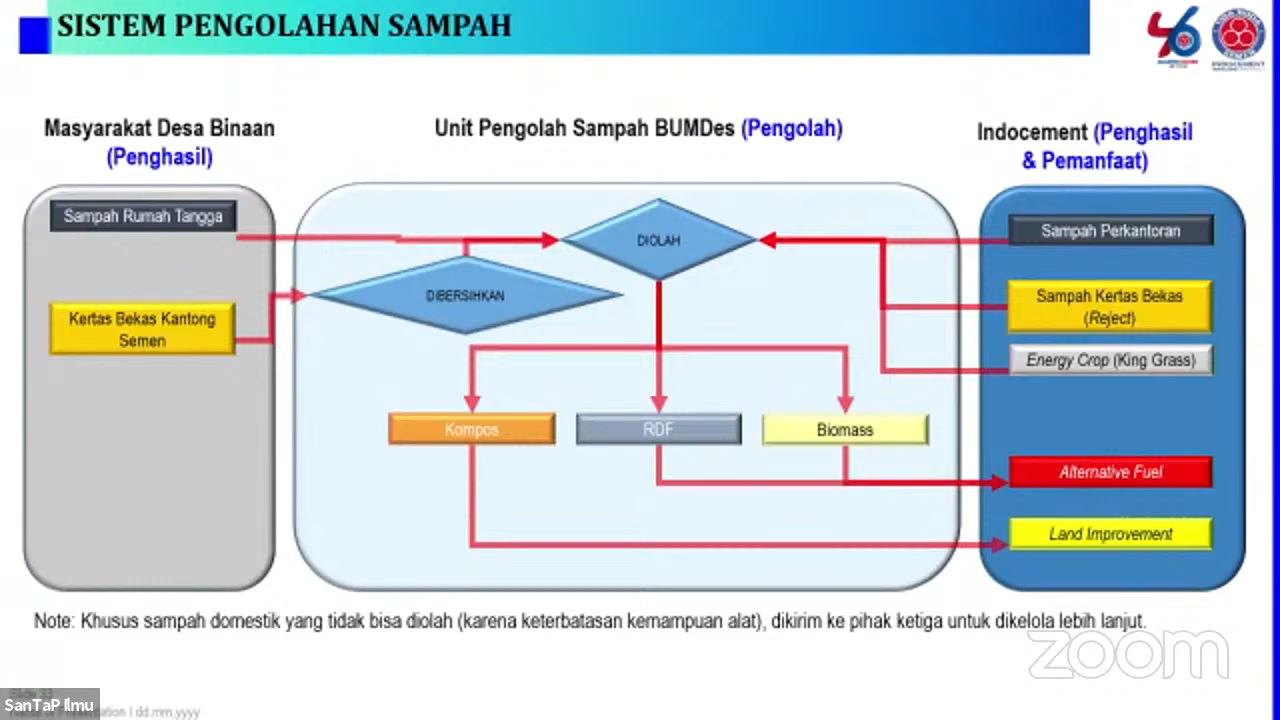 SISTEM PENGOLAHAN SAMPAH
Masyarakat Desa Binaan
(Penghasil)
Unit Pengolah Sampah BUMDes (Pengolah)
Indocement (Penghasil
& Pemanfaat)
Sampah Rumah Tangga
Kertas Bekas Kantong
Semen
DIOLAH
DIBERSIHKAN
Kompos
RDF
Biomass
Sampah Perkantoran
Sampah Kertas Bekas
(Reject)
Energy Crop (King Grass)
Alternative Fuel
Land Improvement
Note: Khusus sampah domestik yang tidak bisa diolah (karena keterbatasan kemampuan alat), dikirim ke pihak ketiga untuk dikelola lebih lanjut.
zoom
SanTaP Ilmu
dd.mm.yyyy